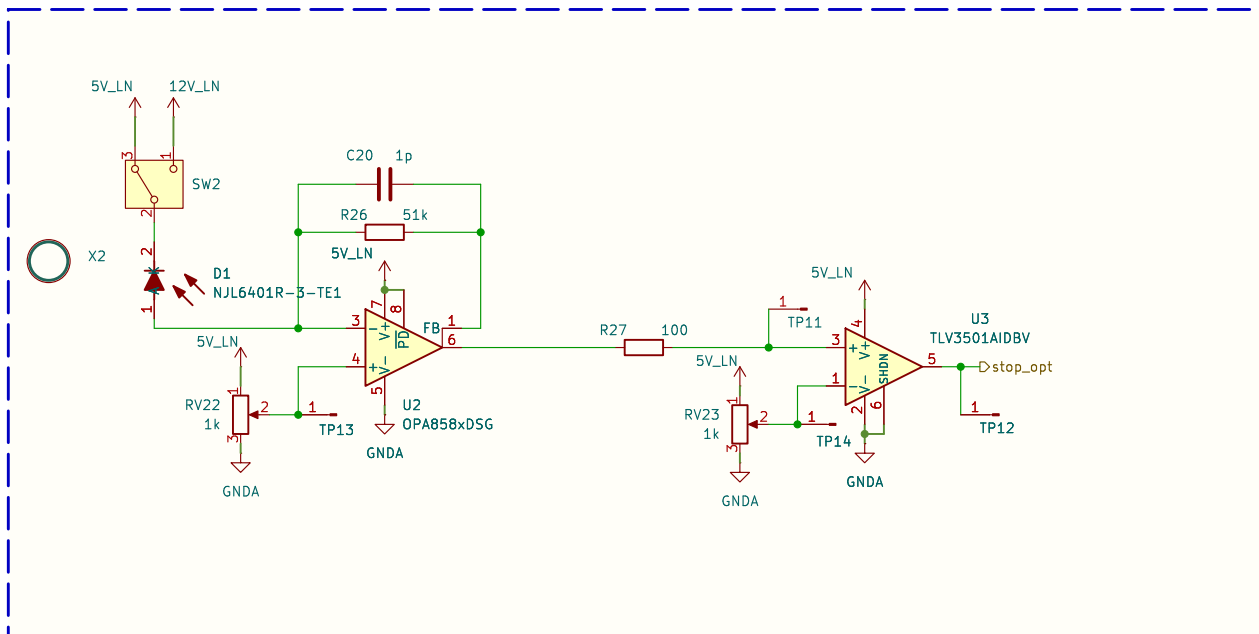 5V_LN 12V_LN
3 1
SW2
2
X2
2
D1
NJL6401R-3-TE1
1
C20 1p
R26 51k
5V_LN
7 8
3 − V+ PD FB 1
6
4 + V-
5
U2
OPA858xDSG
GNDA
5V_LN
1
RV22 2 1
1k
3
TP13
GNDA
R27 100
1
TP11
5V_LN
4
3 + V+
1 − V- SHDN
2 6
5
U3
TLV3501AIDBV
stop_opt
1
TP12
5V_LN
1
RV23 2 1
1k
3
TP14
GNDA
GNDA